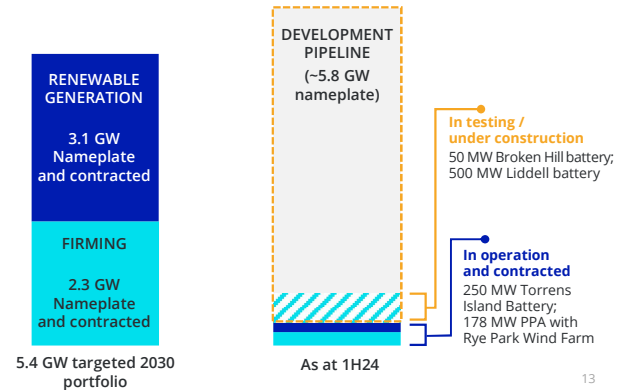 RENEWABLE
GENERATION
3.1 GW
Nameplate
and contracted
FIRMING
2.3 GW
Nameplate
and contracted
5.4 GW targeted 2030
portfolio
DEVELOPMENT
PIPELINE
(~5.8 GW
nameplate)
As at 1H24
In testing /
under construction
50 MW Broken Hill battery;
500 MW Liddell battery
In operation
and contracted
250 MW Torrens
Island Battery;
178 MW PPA with
Rye Park Wind Farm
13